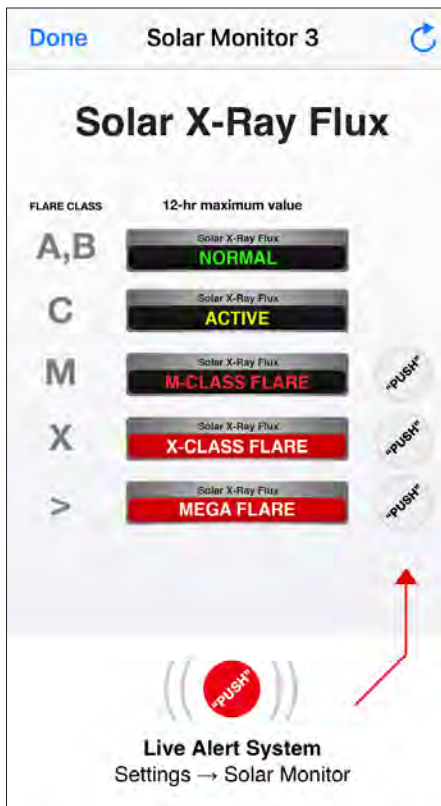 Done Solar Monitor 3
Solar X-Ray Flux
FLARE CLASS 12-hr maximum value
A,B Solar X-Ray Flux
NORMAL
C Solar X-Ray Flux
ACTIVE
M Solar X-Ray Flux
M-CLASS FLARE "PUSH"
X Solar X-Ray Flux
X-CLASS FLARE
> Solar X-Ray Flux
MEGA FLARE "PUSH"
"PUSH"
Live Alert System
Settings → Solar Monitor